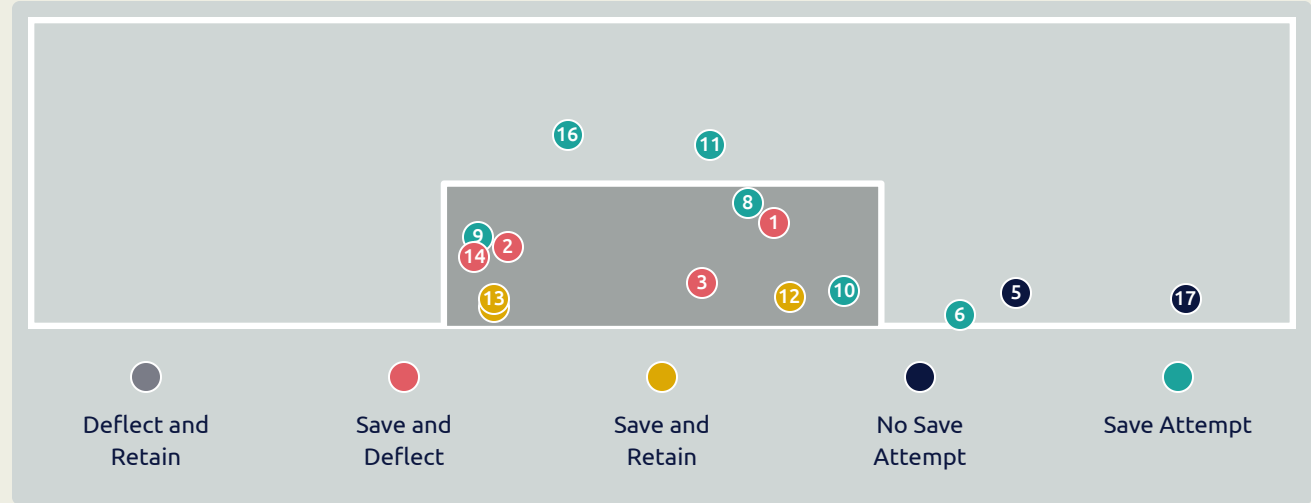 16
11
8
1
9
2
14
3
13
12
10
5
17
6
Deflect and
Retain
Save and
Deflect
Save and
Retain
No Save
Attempt
Save Attempt